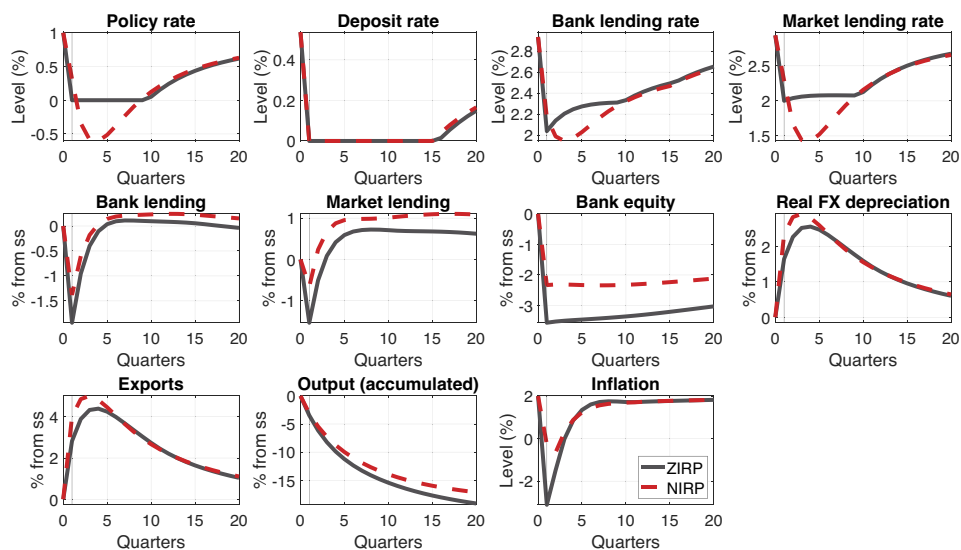 Policy rate
Level (%)
1
0.5
0
-0.5
0 5 10 15 20
Quarters
Deposit rate
Level (%)
0.4
0.2
0
0 5 10 15 20
Quarters
Bank lending rate
Level (%)
2.8
2.6
2.4
2.2
2
0 5 10 15 20
Quarters
Market lending rate
Level (%)
2.5
2
1.5
0 5 10 15 20
Quarters
Bank lending
% from ss
0
-0.5
-1
-1.5
0 5 10 15 20
Quarters
Market lending
% from ss
1
0
-1
0 5 10 15 20
Quarters
Bank equity
% from ss
0
-1
-2
-3
0 5 10 15 20
Quarters
Real FX depreciation
% from ss
2
1
0
0 5 10 15 20
Quarters
Exports
% from ss
4
2
0
0 5 10 15 20
Quarters
Output (accumulated)
% from ss
0
-5
-10
-15
0 5 10 15 20
Quarters
Inflation
Level (%)
2
0
-2
0 5 10 15 20
Quarters
ZIRP
NIRP